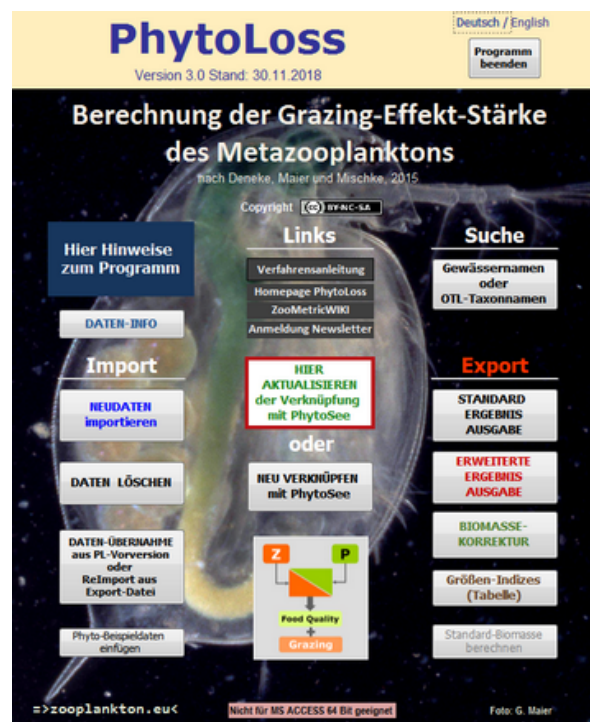 PhytoLoss
Version 3.0 Stand: 30.11.2018
Deutsch / English
Programm
beenden
Berechnung der Grazing-Effekt-Stärke
des Metazooplanktons
nach Deneke, Maier und Mischke, 2015
Copyright (cc) BY-NC-SA
Hier Hinweise
zum Programm
DATEN-INFO
Links
Verfahrensanleitung
Homepage PhytoLoss
ZooMetricWIKI
Anmeldung Newsletter
Suche
Gewässernamen
oder
OTL-Taxonnamen
Import
NEUDATEN
importieren
DATEN LÖSCHEN
DATEN-ÜBERNAHME
aus PL-Vorversion
oder
ReImport aus
Export-Datei
Phyto-Beispieldaten
einfügen
HIER
AKTUALISIEREN
der Verknüpfung
mit PhytoSee
oder
NEU VERKNÜPFEN
mit PhytoSee
Z P
Food Quality
+
Grazing
Export
STANDARD
ERGEBNIS
AUSGABE
ERWEITERTE
ERGEBNIS
AUSGABE
BIOMASSE-
KORREKTUR
Größen-Indizes
(Tabelle)
Standard-Biomasse
berechnen
=>zooplankton.eu<
Nicht für MS ACCESS 64 Bit geeignet
Foto: G. Maier